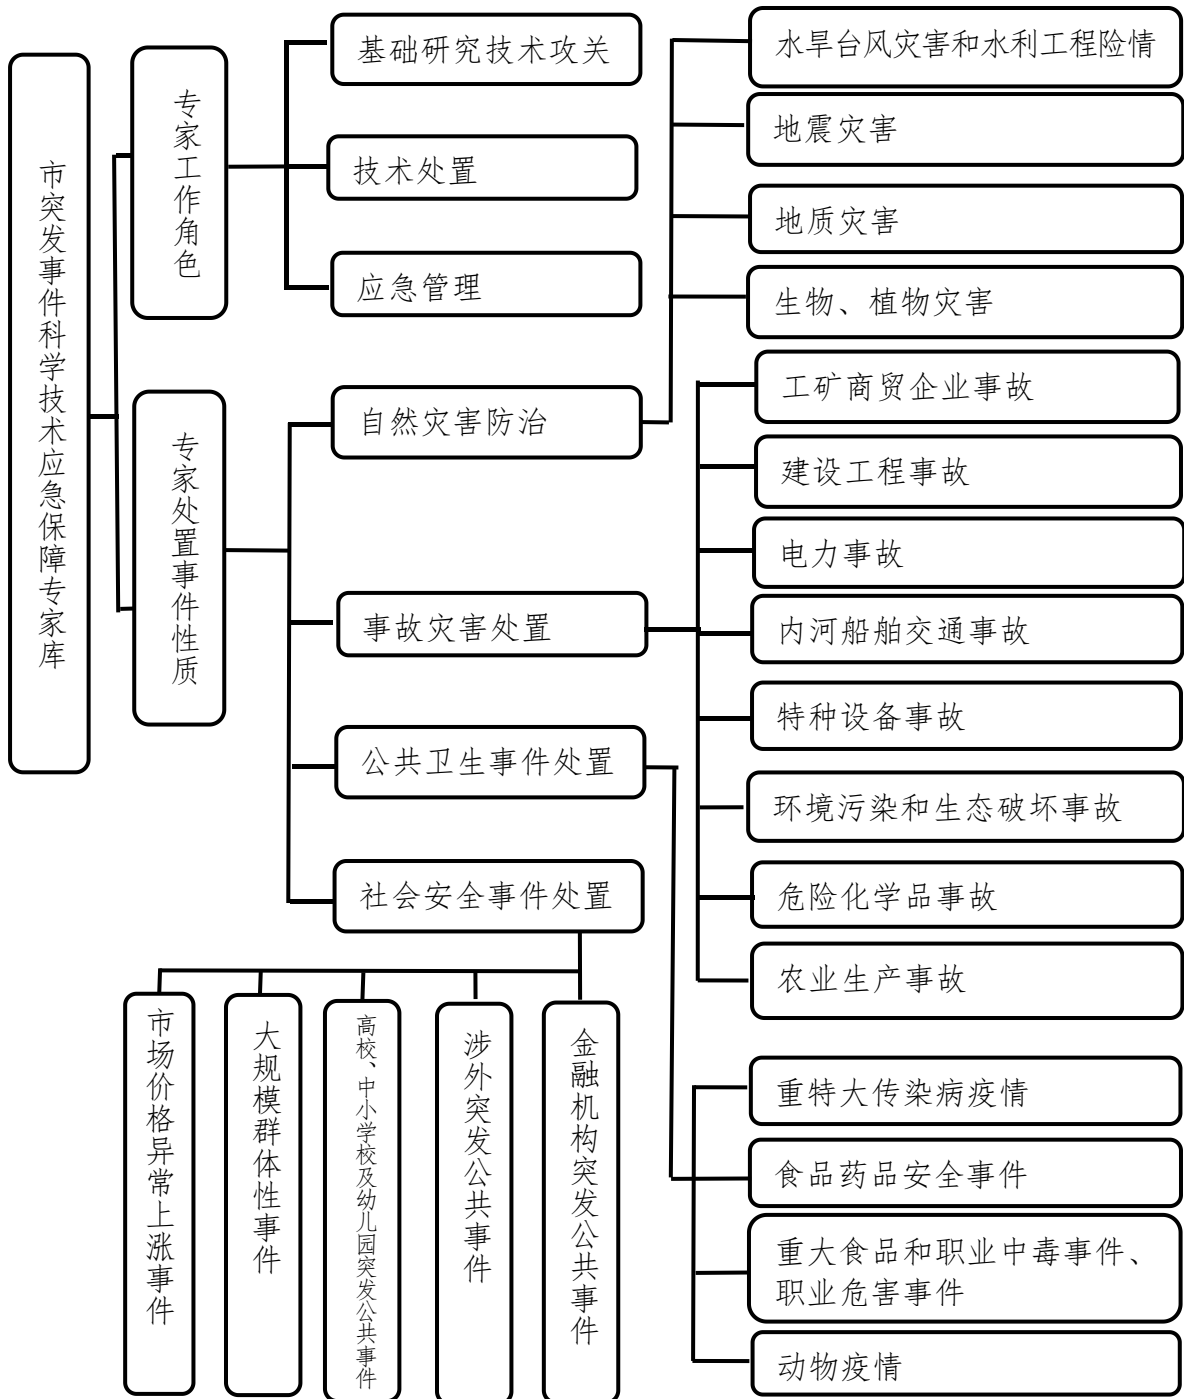 市突发事件科学技术应急保障专家库
专家工作角色
基础研究技术攻关
技术处置
应急管理
专家处置事件性质
自然灾害防治
水旱台风灾害和水利工程险情
地震灾害
地质灾害
生物、植物灾害
事故灾害处置
工矿商贸企业事故
建设工程事故
电力事故
内河船舶交通事故
特种设备事故
环境污染和生态破坏事故
危险化学品事故
农业生产事故
公共卫生事件处置
重特大传染病疫情
食品药品安全事件
重大食品和职业中毒事件、
职业危害事件
动物疫情
社会安全事件处置
市场价格异常上涨事件
大规模群体性事件
高校、中小学校及幼儿园突发公共事件
涉外突发公共事件
金融机构突发公共事件